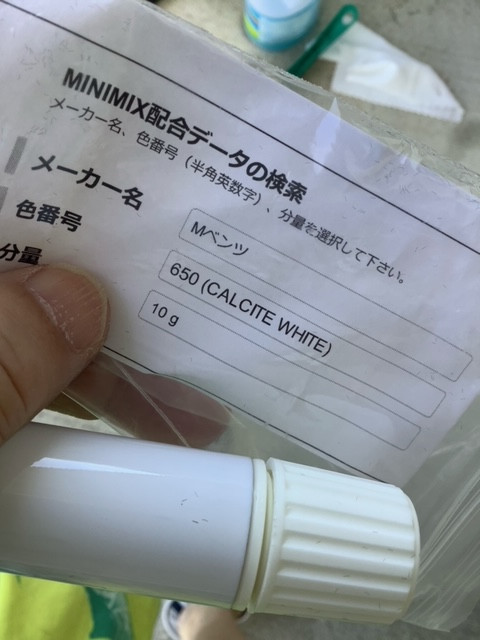 MINIMIX配合データの検索
メーカー名、色番号（半角英数字）、分量を選択して下さい。
メーカー名
Mベンツ
色番号
650 (CALCITE WHITE)
分量
10 g